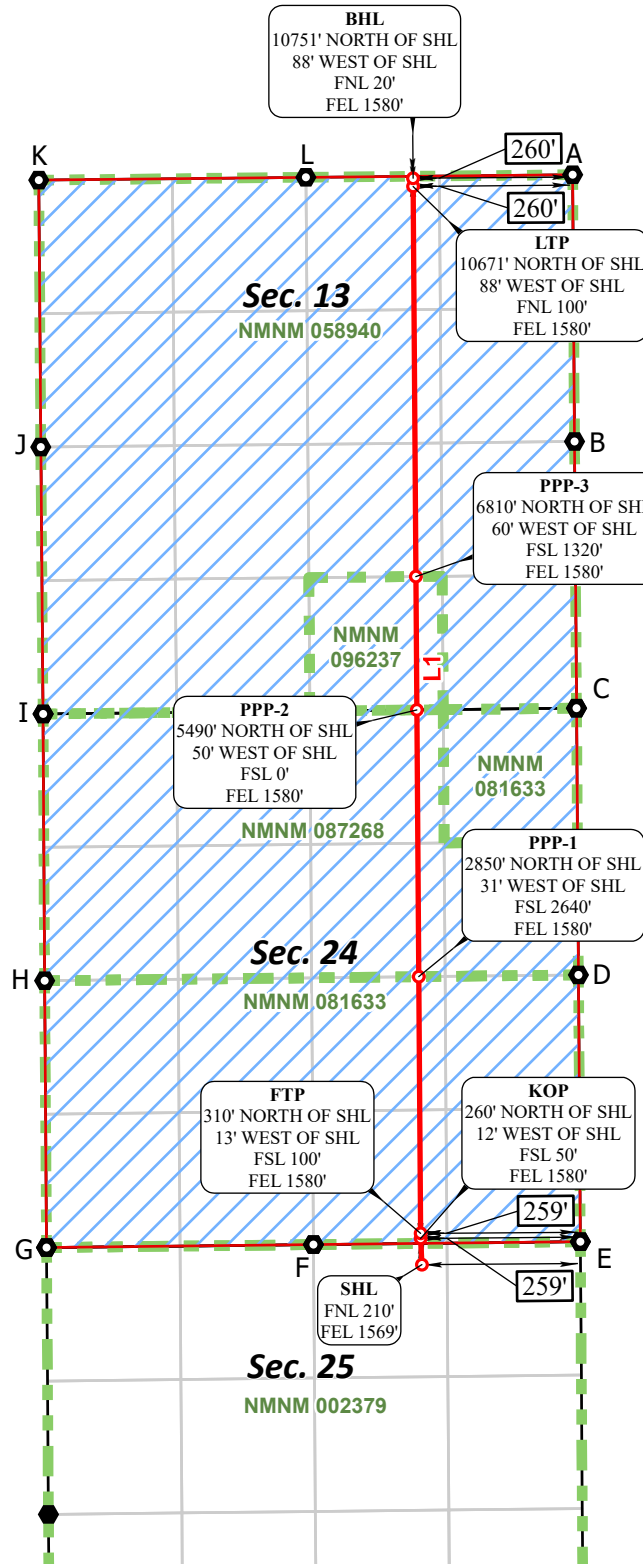 BHL
10751' NORTH OF SHL
88' WEST OF SHL
FNL 20'
FEL 1580'
K
L
260'
A
260'
LTP
10671' NORTH OF SHL
88' WEST OF SHL
FNL 100'
FEL 1580'
Sec. 13
NMNM 058940
J
B
PPP-3
6810' NORTH OF SHL
60' WEST OF SHL
FSL 1320'
FEL 1580'
NMNM
096237
L1
I
C
PPP-2
5490' NORTH OF SHL
50' WEST OF SHL
FSL 0'
FEL 1580'
NMNM
081633
NMNM 087268
PPP-1
2850' NORTH OF SHL
31' WEST OF SHL
FSL 2640'
FEL 1580'
Sec. 24
H
D
NMNM 081633
FTP
310' NORTH OF SHL
13' WEST OF SHL
FSL 100'
FEL 1580'
KOP
260' NORTH OF SHL
12' WEST OF SHL
FSL 50'
FEL 1580'
259'
G
F
E
259'
SHL
FNL 210'
FEL 1569'
Sec. 25
NMNM 002379